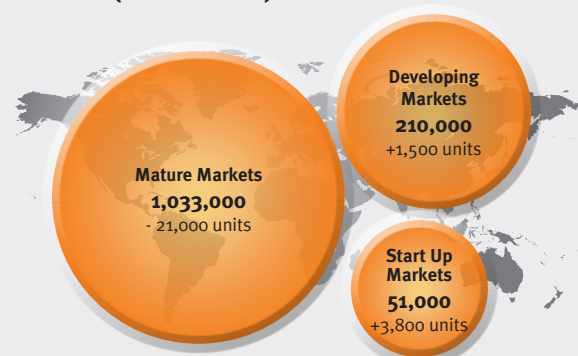 Mature Markets
1,033,000
- 21,000 units
Developing
Markets
210,000
+1,500 units
Start Up
Markets
51,000
+3,800 units